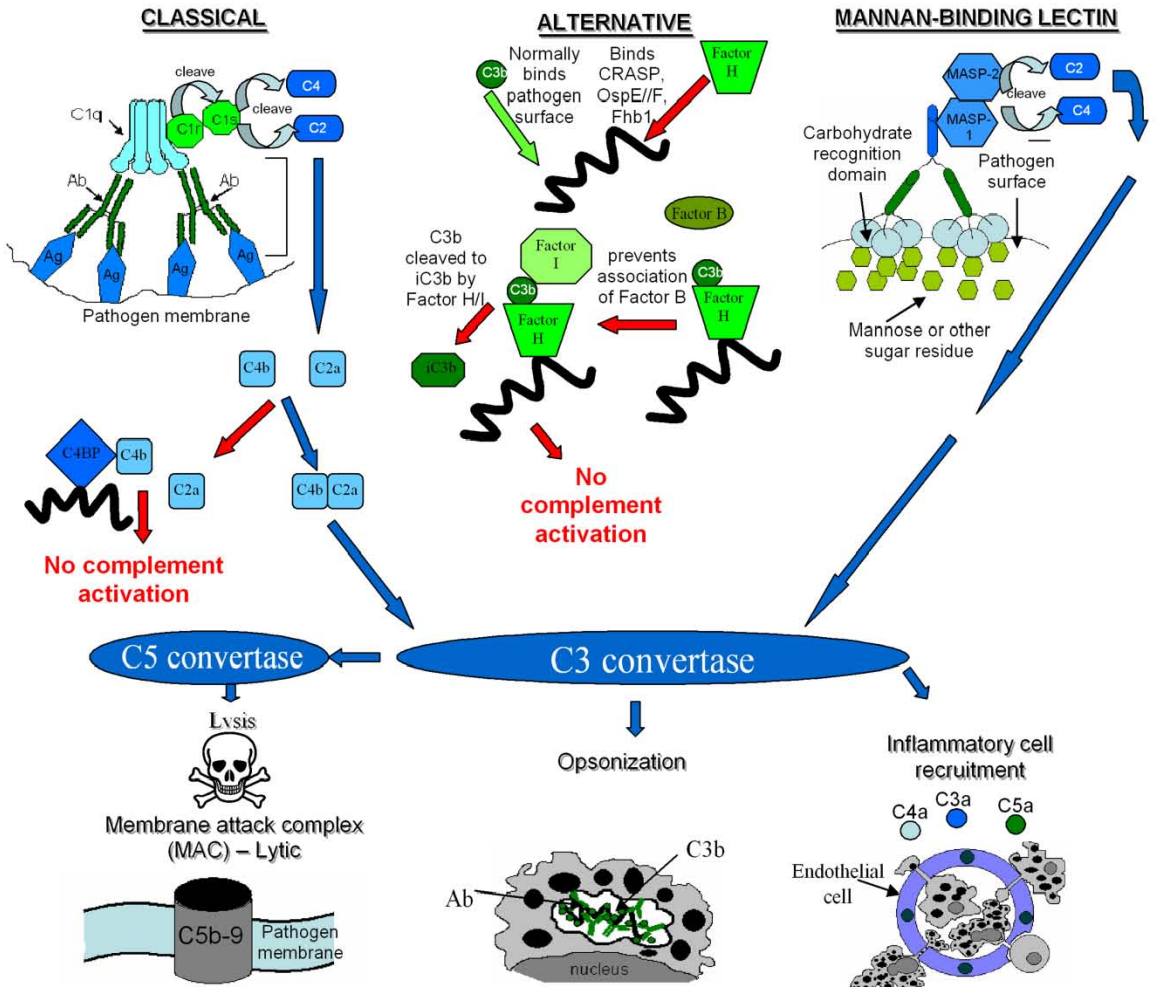 CLASSICAL
cleave
C4
C1q
C1r
C1s
cleave
C2
Ab
Ab
Ag
Ag
Ag
Ag
Pathogen membrane
C4b
C2a
C4BP
C4b
C2a
C4b
C2a
No complement
activation
ALTERNATIVE
C3b
Normally
binds
pathogen
surface
Binds
CRASP,
OspE//F,
Fhb1
Factor
H
Factor B
C3b
cleaved to
iC3b by
Factor H/I
Factor
I
C3b
Factor
H
iC3b
prevents
association
of Factor B
C3b
Factor
H
No
complement
activation
MANNAN-BINDING LECTIN
MASP-2
C2
cleave
MASP-
1
C4
Carbohydrate
recognition
domain
Pathogen
surface
Mannose or other
sugar residue
C5 convertase
C3 convertase
Lysis
Membrane attack complex
(MAC) – Lytic
C5b-9
Pathogen
membrane
Opsonization
C3b
Ab
nucleus
Inflammatory cell
recruitment
C4a
C3a
C5a
Endothelial
cell